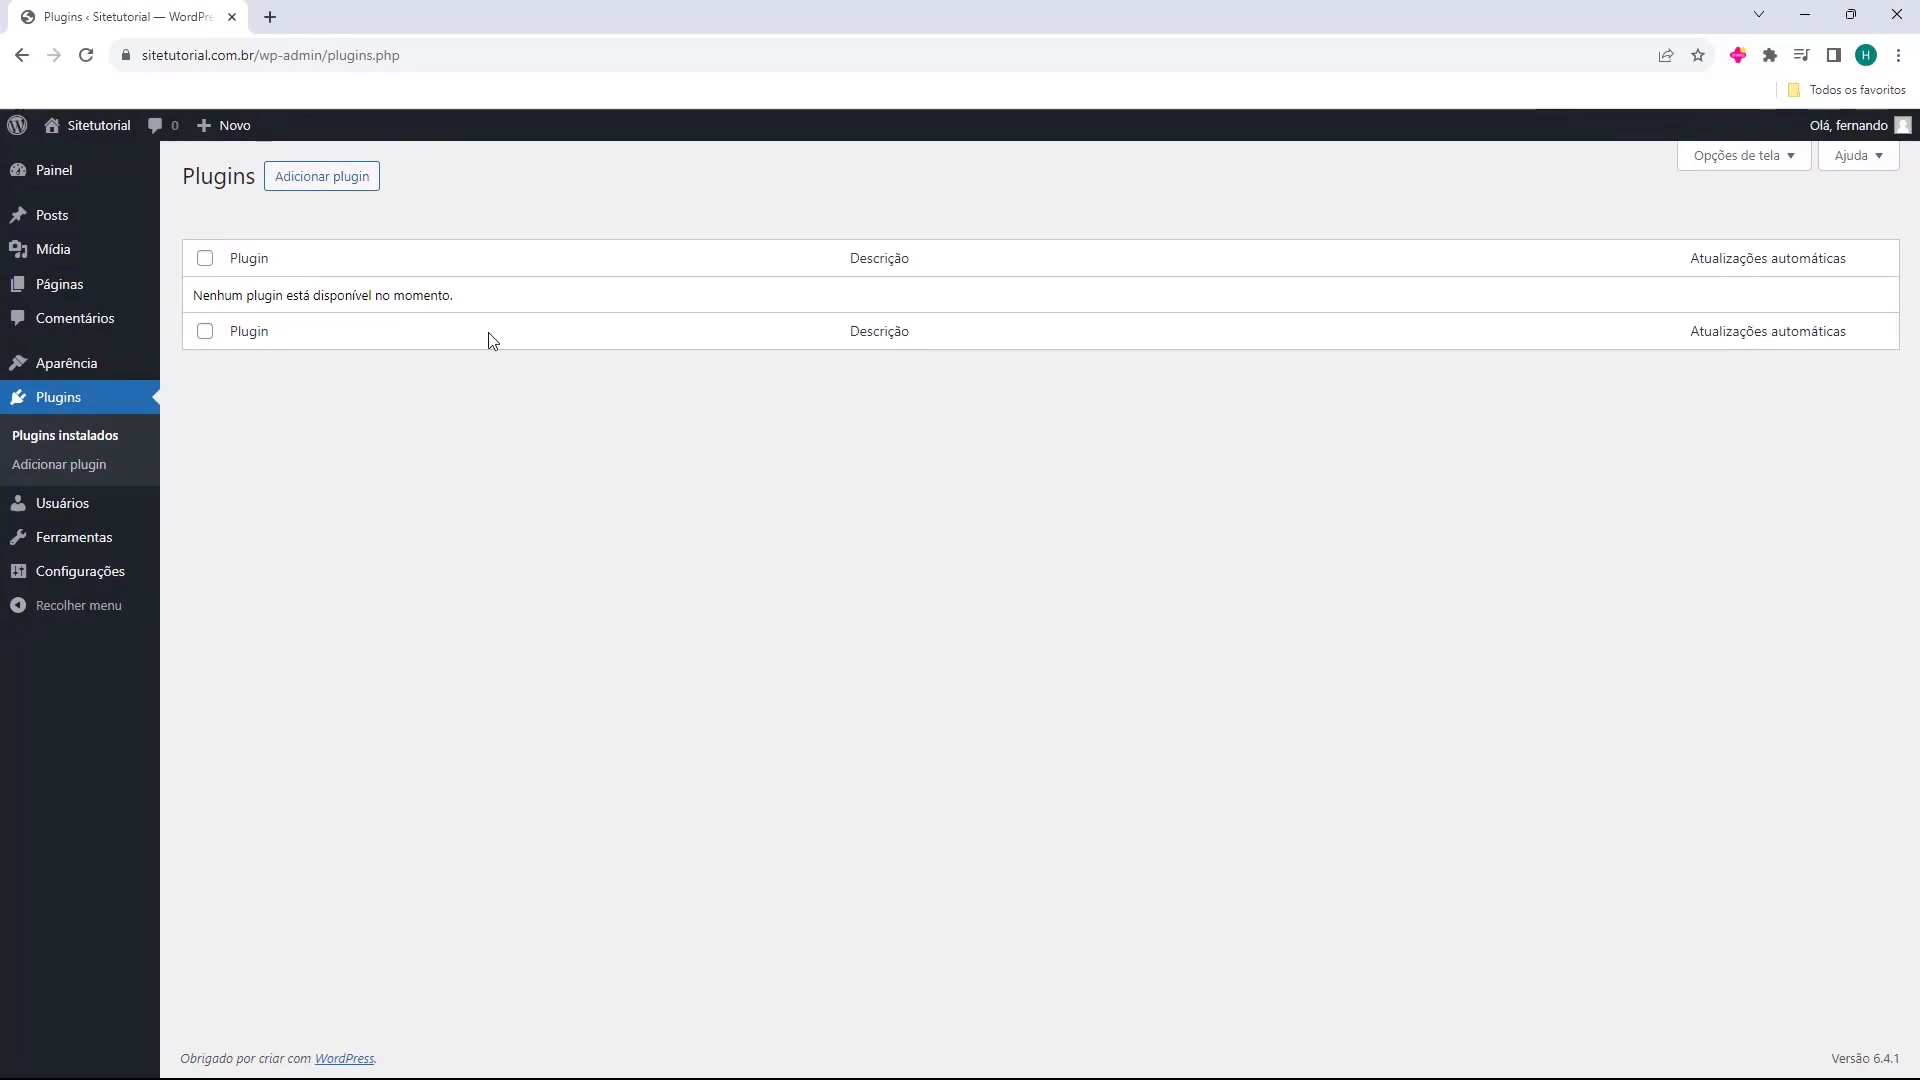 Plugins ‹ Sitetutorial — WordPre
sitetutorial.com.br/wp-admin/plugins.php
H
Todos os favoritos
Sitetutorial 0 Novo
Olá, fernando
Painel
Posts
Mídia
Páginas
Comentários
Aparência
Plugins
Plugins instalados
Adicionar plugin
Usuários
Ferramentas
Configurações
Recolher menu
Opções de tela
Ajuda
Plugins
Adicionar plugin
Plugin Descrição Atualizações automáticas
Nenhum plugin está disponível no momento.
Plugin Descrição Atualizações automáticas
Obrigado por criar com WordPress.
Versão 6.4.1